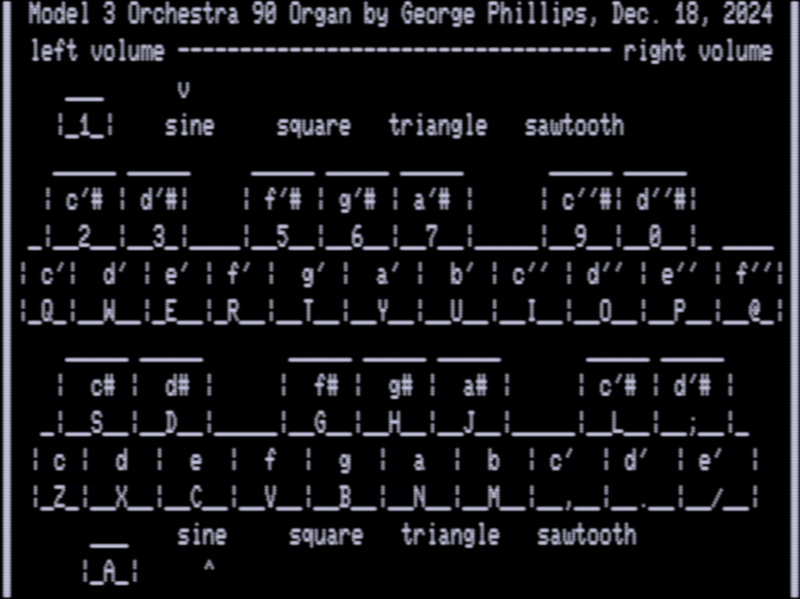 Model 3 Orchestra 90 Organ by George Phillips, Dec. 18, 2024
left volume ----------------------------------- right volume
v
1 sine square triangle sawtooth
c'# d'# f'# g'# a'# c''# d''#
2 3 5 6 7 9 0
c' d' e' f' g' a' b' c'' d'' e'' f''
Q W E R T Y U I O P @
c# d# f# g# a# c'# d'#
S D G H J L ;
c d e f g a b c' d' e'
Z X C V B N M , . /
sine square triangle sawtooth
A ^